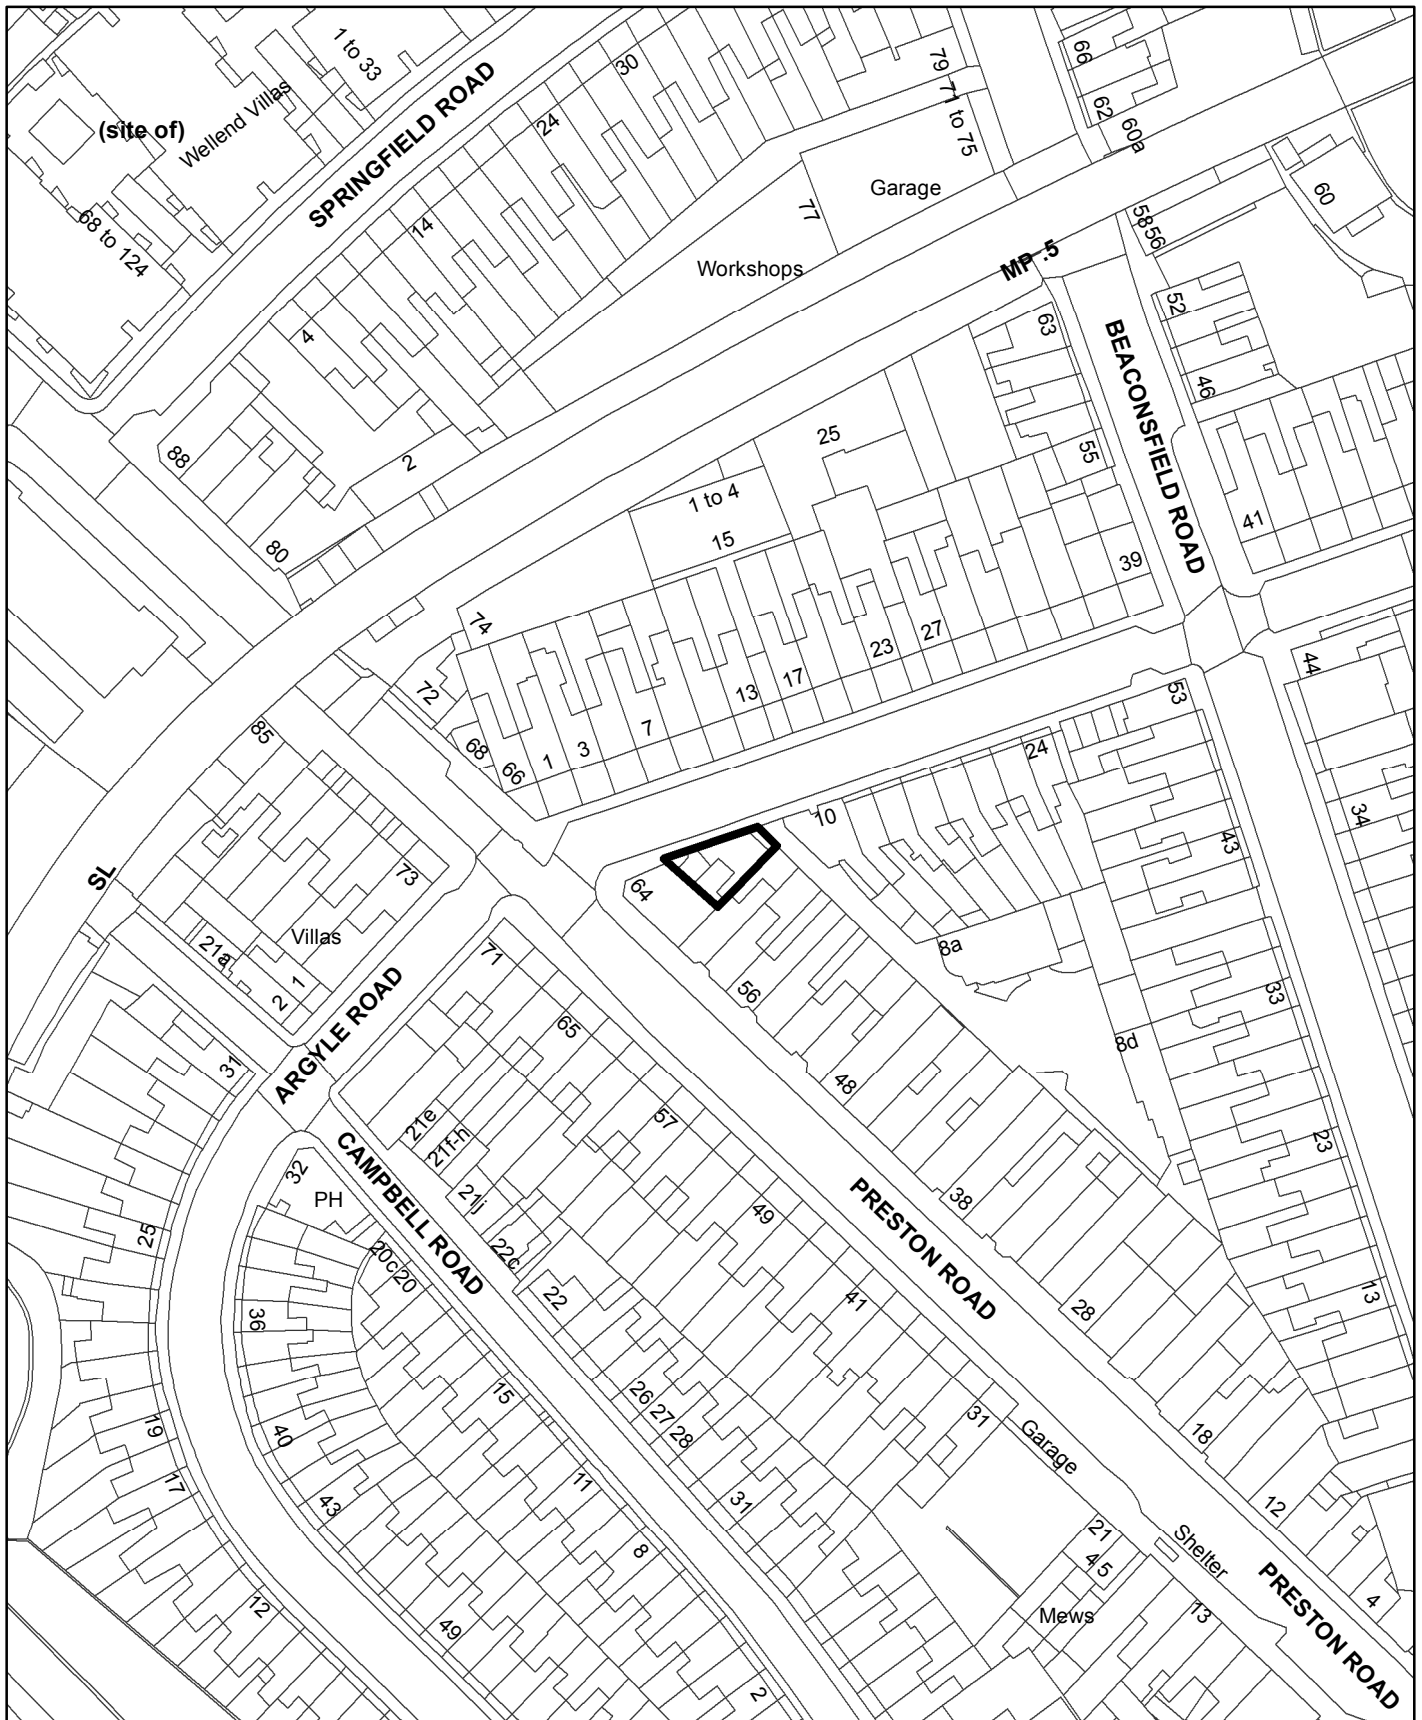 1 to 33
30
79
71 to 75
66
62
60a
(site of)
Wellend Villas
SPRINGFIELD ROAD
24
Garage
77
60
68 to 124
14
Workshops
MP .5
58
56
4
63
52
BEACONSFIELD ROAD
46
88
2
25
55
1 to 4
15
41
80
39
74
72
23
27
17
13
7
3
1
68
66
44
53
85
24
10
34
43
SL
73
64
21a
Villas
1
2
71
56
8a
33
ARGYLE ROAD
65
8d
31
48
57
21e
21f-h
23
CAMPBELL ROAD
32
PH
21j
38
49
PRESTON ROAD
25
20c
20
22c
22
36
41
28
13
15
26
27
28
31
Garage
18
19
40
17
43
11
31
12
21
4
5
Shelter
8
12
49
Mews
13
4
PRESTON ROAD
2